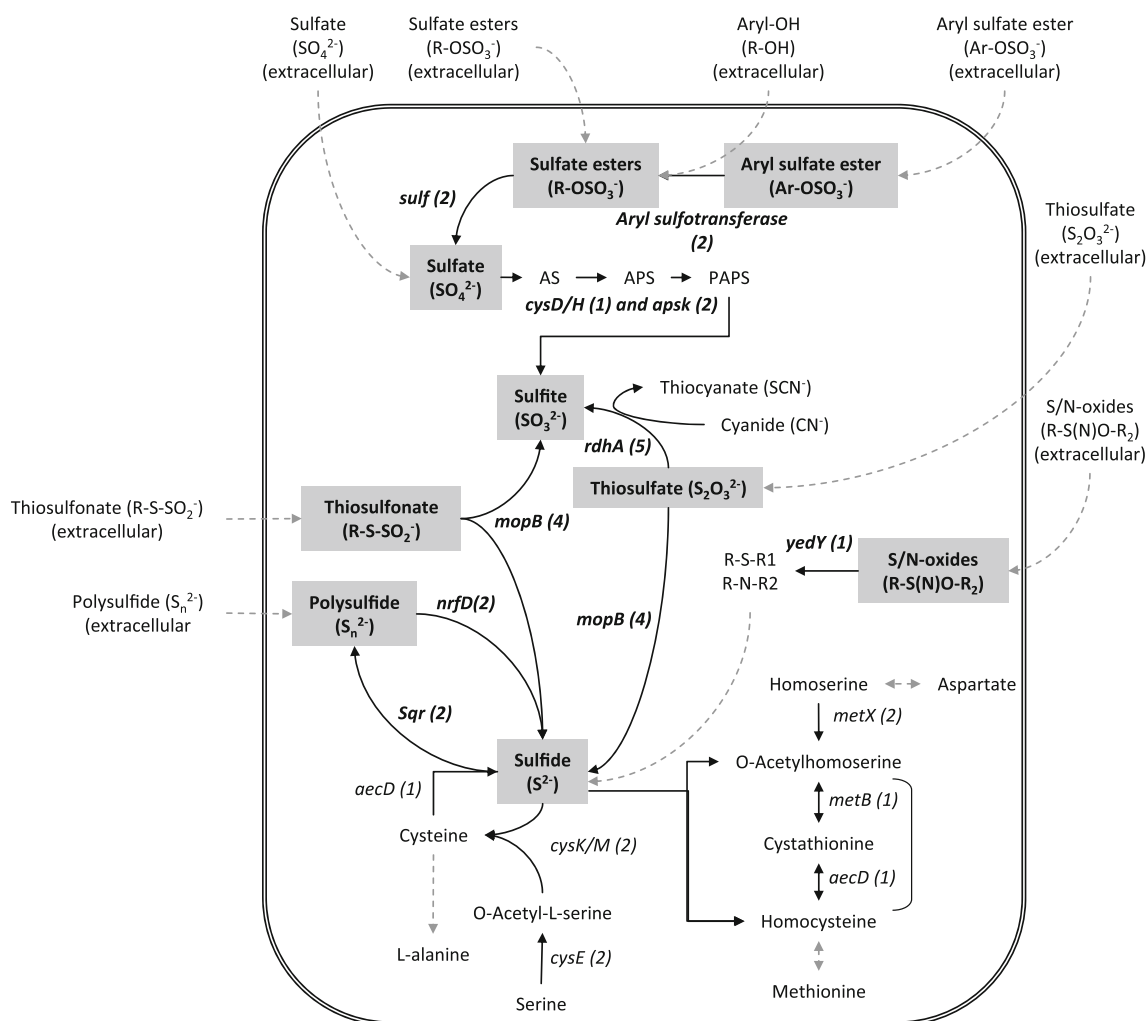 Sulfate
(SO₄²⁻)
(extracellular)
Sulfate esters
(R-OSO₃⁻)
(extracellular)
Aryl-OH
(R-OH)
(extracellular)
Aryl sulfate ester
(Ar-OSO₃⁻)
(extracellular)
Sulfate esters
(R-OSO₃⁻)
Aryl sulfate ester
(Ar-OSO₃⁻)
sulf (2)
Aryl sulfotransferase
(2)
Thiosulfate
(S₂O₃²⁻)
(extracellular)
Sulfate
(SO₄²⁻)
AS
APS
PAPS
cysD/H (1) and apsk (2)
Sulfite
(SO₃²⁻)
Thiocyanate (SCN⁻)
Cyanide (CN⁻)
rdhA (5)
S/N-oxides
(R-S(N)O-R₂)
(extracellular)
Thiosulfate (S₂O₃²⁻)
Thiosulfonate (R-S-SO₂⁻)
(extracellular)
Thiosulfonate
(R-S-SO₂⁻)
mopB (4)
yedY (1)
R-S-R1
R-N-R2
S/N-oxides
(R-S(N)O-R₂)
Polysulfide (Sₙ²⁻)
(extracellular
Polysulfide
(Sₙ²⁻)
nrfD(2)
mopB (4)
Sqr (2)
Homoserine
Aspartate
metX (2)
Sulfide
(S²⁻)
O-Acetylhomoserine
aecD (1)
metB (1)
Cysteine
cysK/M (2)
Cystathionine
aecD (1)
O-Acetyl-L-serine
Homocysteine
L-alanine
cysE (2)
Methionine
Serine